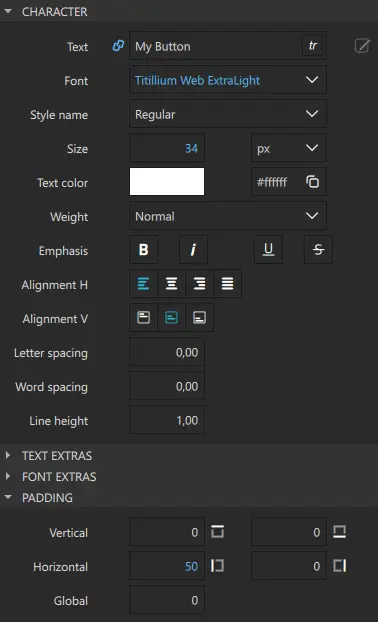 CHARACTER
Text My Button tr
Font Titillium Web ExtraLight
Style name Regular
Size 34 px
Text color #ffffff
Weight Normal
Emphasis B i U S
Alignment H
Alignment V
Letter spacing 0,00
Word spacing 0,00
Line height 1,00
TEXT EXTRAS
FONT EXTRAS
PADDING
Vertical 0 0
Horizontal 50 0
Global 0